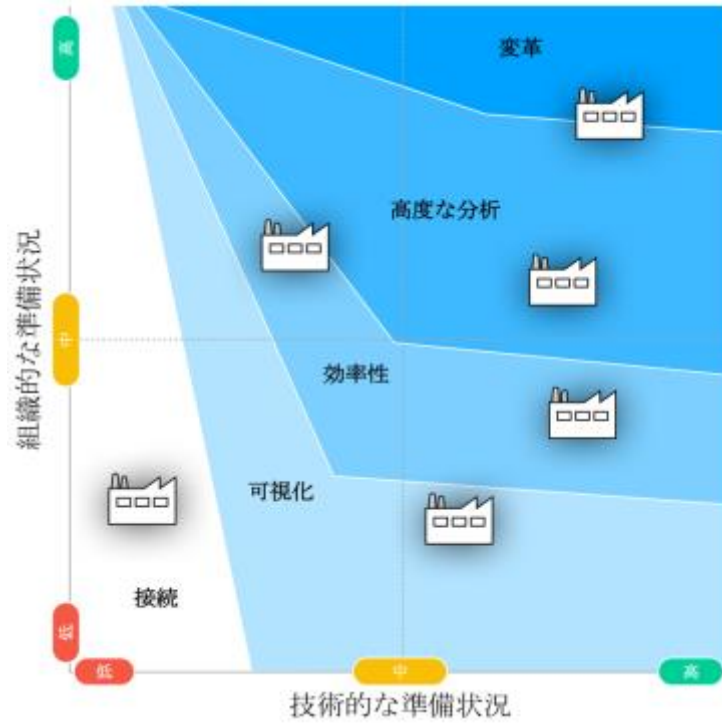 高
変革
高度な分析
組織的な準備状況
中
効率性
可視化
接続
低
低
中
高
技術的な準備状況